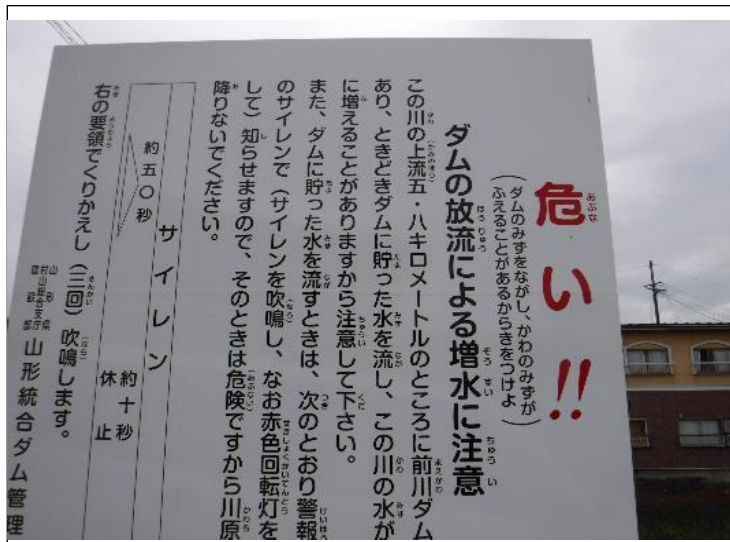 危い!!
(ダムのみずをながし、かわのみずが
ふえることがあるからきをつけよ)
ダムの放流による増水に注意
この川の上流五・八キロメートルのところに前川ダム
あり、ときどきダムに貯った水を流し、この川の水が
に増えることがありますから注意して下さい。
また、ダムに貯った水を流すときは、次のとおり警報
のサイレンで(サイレンを吹鳴し、なお赤色回転灯を
して)知らせますので、そのときは危険ですから川原
降りないでください。
サイレン
約五〇秒
約十秒
休止
右の要領でくりかえし(三回)吹鳴します。
山形県
村山総合支庁
建設部
山形統合ダム管理